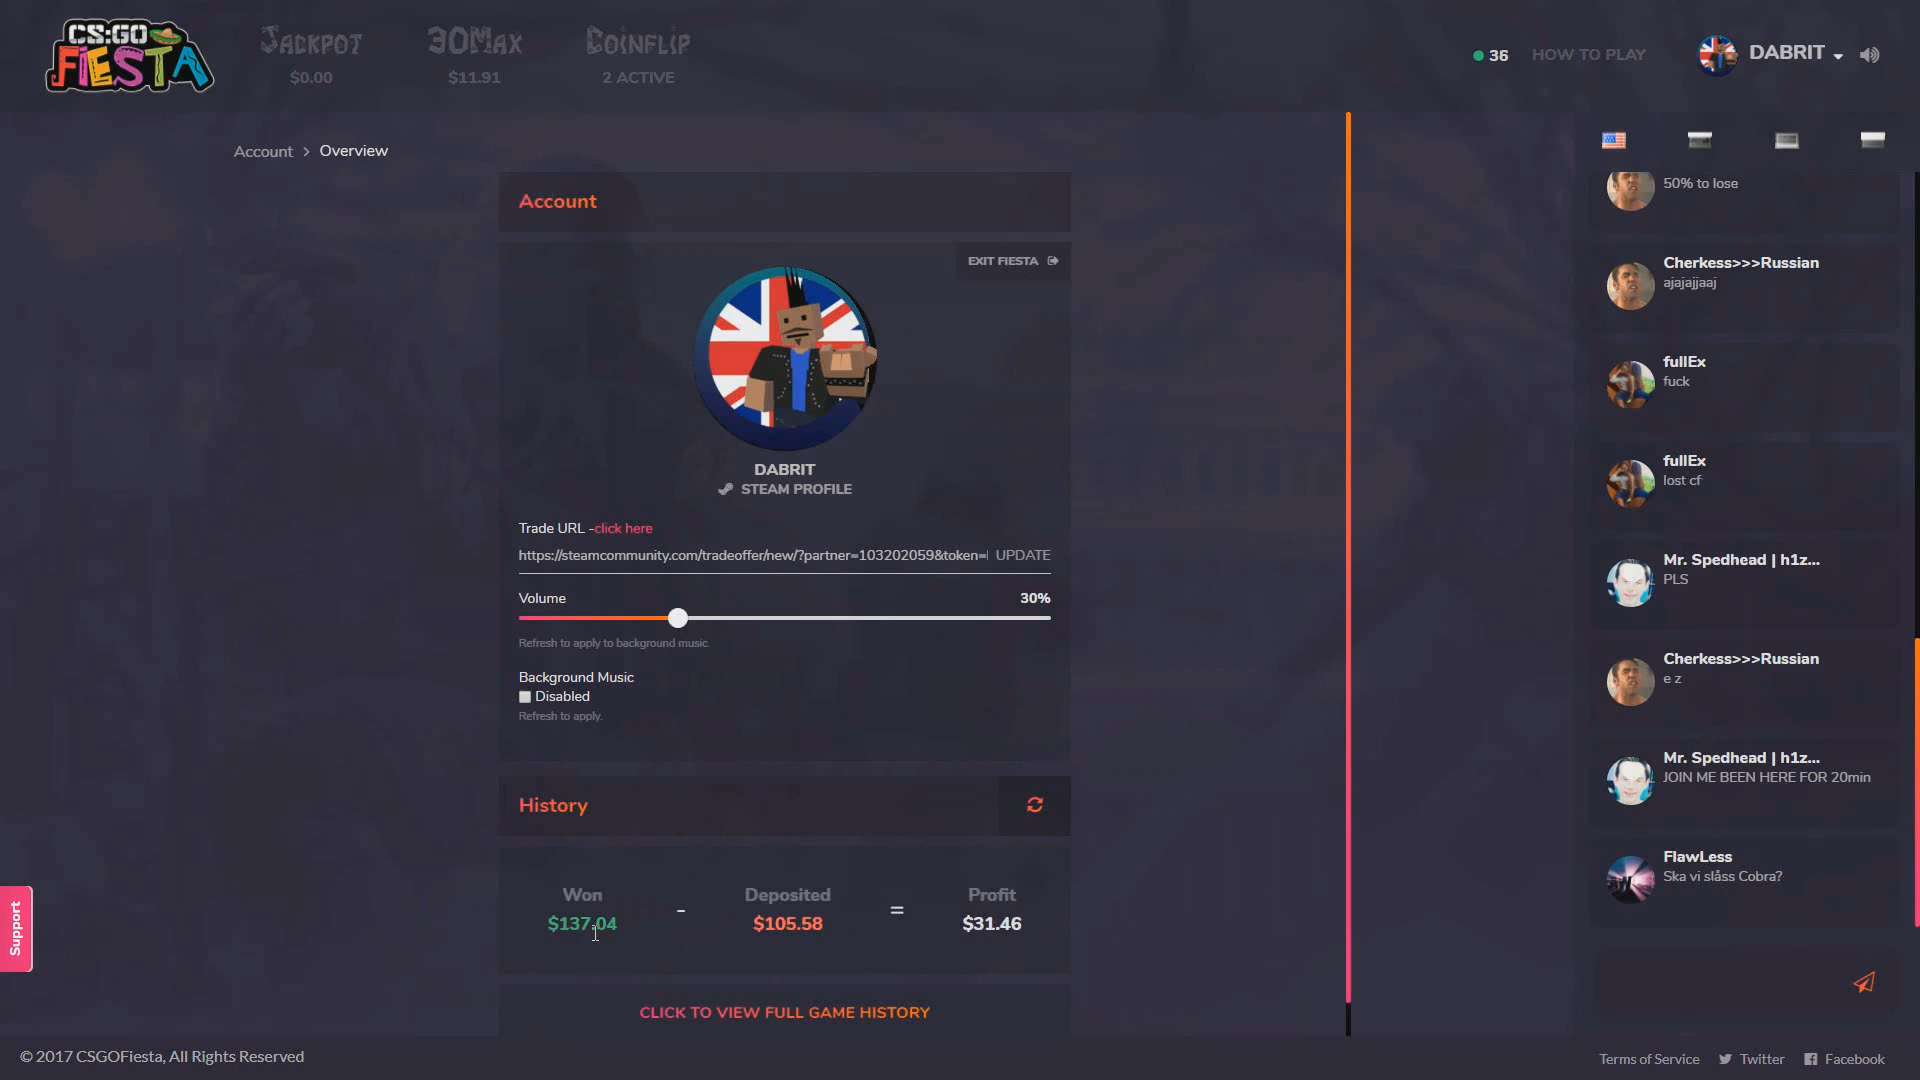 CS:GO
FIESTA
JACKPOT
$0.00
30MAX
$11.91
COINFLIP
2 ACTIVE
36
HOW TO PLAY
DABRIT
Account > Overview
Account
EXIT FIESTA
DABRIT
STEAM PROFILE
Trade URL -click here
https://steamcommunity.com/tradeoffer/new/?partner=103202059&token= UPDATE
Volume 30%
Refresh to apply to background music.
Background Music
Disabled
Refresh to apply.
History
Won
$137.04
-
Deposited
$105.58
=
Profit
$31.46
CLICK TO VIEW FULL GAME HISTORY
50% to lose
Cherkess>>>Russian
ajajajjaaj
fullEx
fuck
fullEx
lost cf
Mr. Spedhead | h1z...
PLS
Cherkess>>>Russian
e z
Mr. Spedhead | h1z...
JOIN ME BEEN HERE FOR 20min
FlawLess
Ska vi slåss Cobra?
Support
© 2017 CSGOFiesta, All Rights Reserved
Terms of Service
Twitter
Facebook